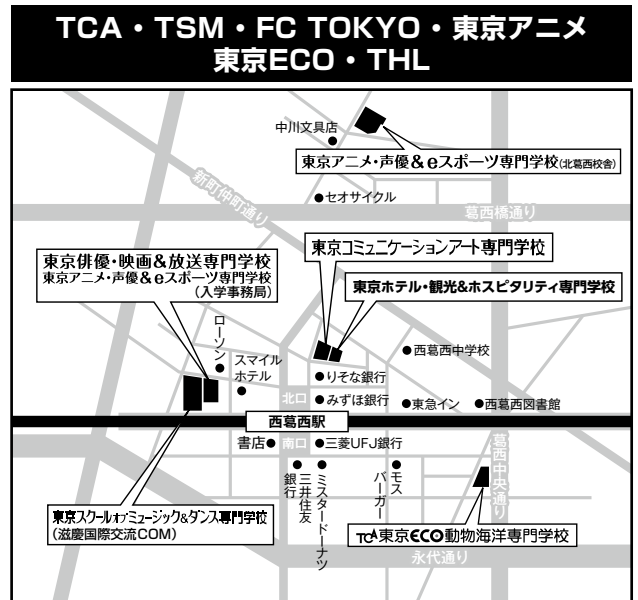 TCA・TSM・FC TOKYO・東京アニメ
東京ECO・THL
中川文具店
東京アニメ・声優&eスポーツ専門学校(北葛西校舎)
新町仲町通り
セオサイクル
葛西橋通り
東京俳優・映画&放送専門学校
東京アニメ・声優&eスポーツ専門学校
(入学事務局)
東京コミュニケーションアート専門学校
東京ホテル・観光&ホスピタリティ専門学校
ローソン
スマイル
ホテル
西葛西中学校
りそな銀行
北口
みずほ銀行
東急イン
西葛西図書館
西葛西駅
書店
南口
三菱UFJ銀行
葛西中央通り
三井住友
銀行
ミスタードーナツ
モス
バーガー
東京スクールオブミュージック&ダンス専門学校
(滋慶国際交流COM)
TCA東京ECO動物海洋専門学校
永代通り